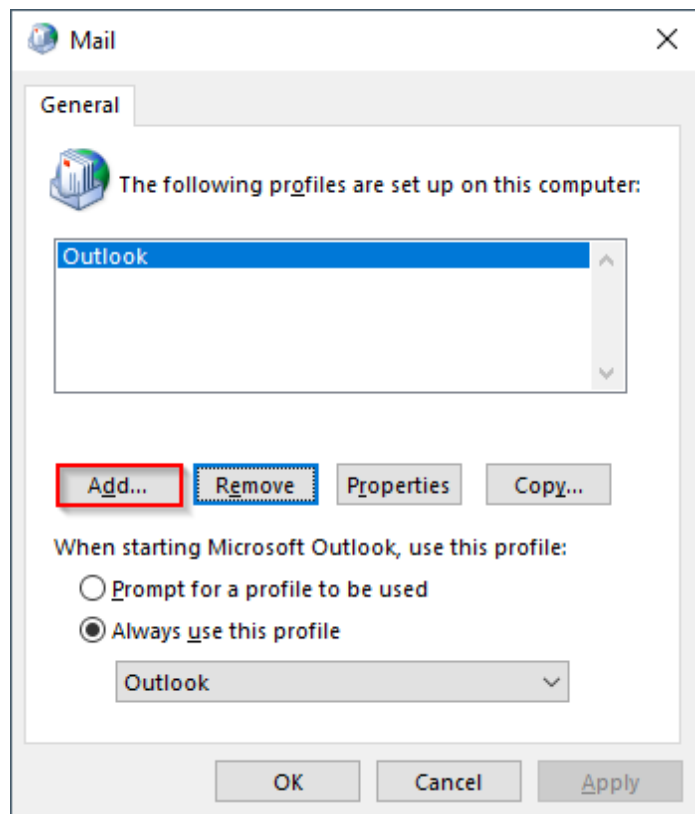 Mail
General
The following profiles are set up on this computer:
Outlook
Add... Remove Properties Copy...
When starting Microsoft Outlook, use this profile:
Prompt for a profile to be used
Always use this profile
Outlook
OK Cancel Apply